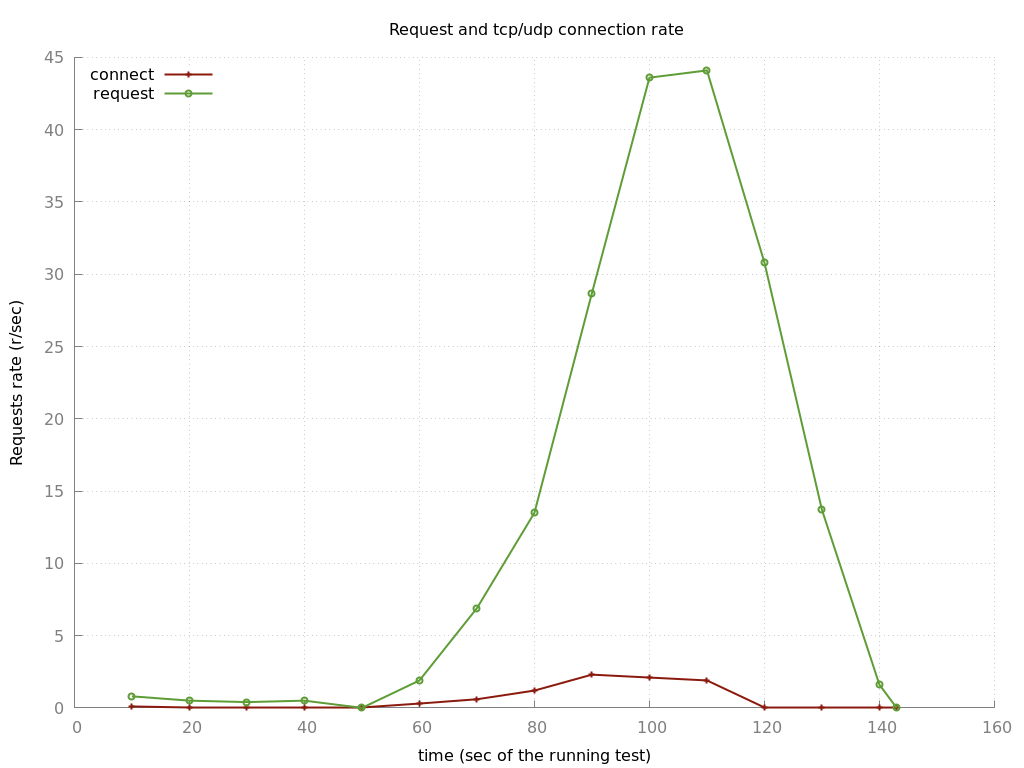 Request and tcp/udp connection rate
connect
request
Requests rate (r/sec)
45
40
35
30
25
20
15
10
5
0
0 20 40 60 80 100 120 140 160
time (sec of the running test)